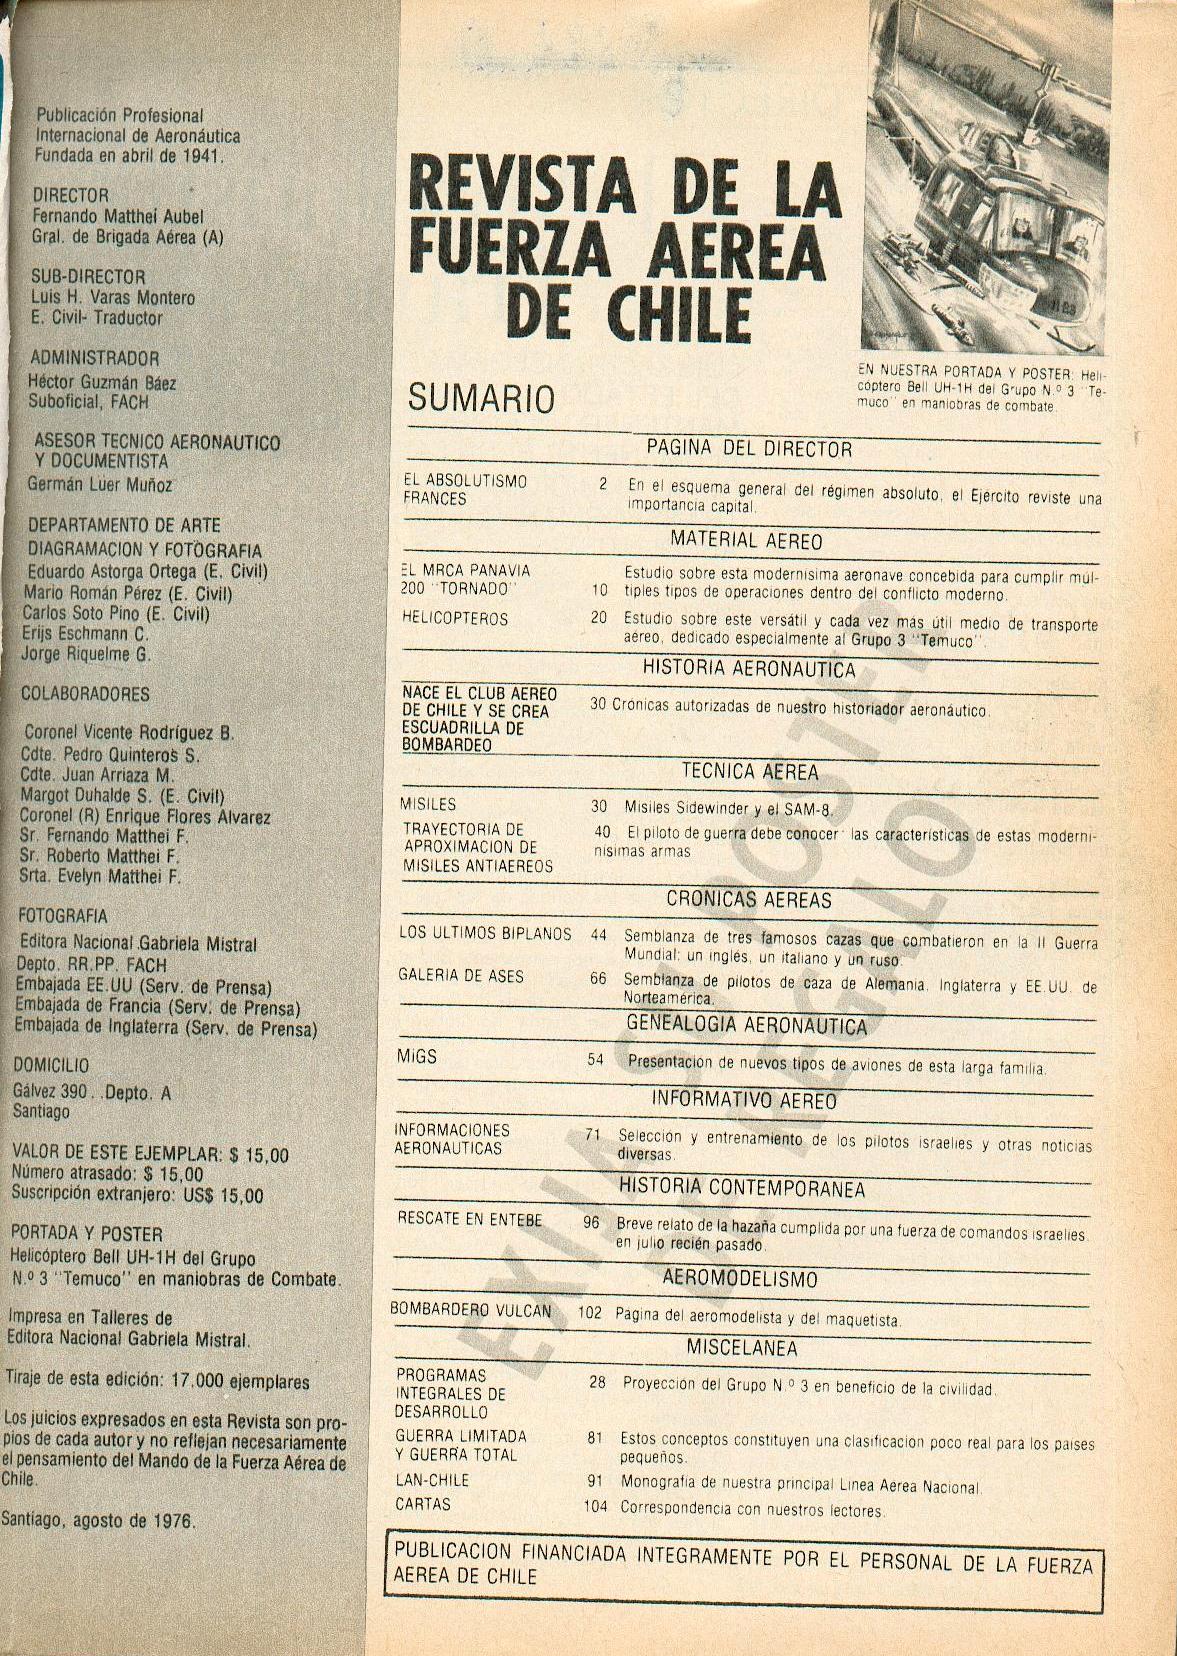 Publicación Profesional
Internacional de Aeronáutica
Fundada en abril de 1941.
DIRECTOR
Fernando Matthei Aubel
Gral. de Brigada Aérea (A)
SUB-DIRECTOR
Luis H. Varas Montero
E. Civil- Traductor
ADMINISTRADOR
Héctor Guzmán Báez
Suboficial, FACH
ASESOR TECNICO AERONAUTICO
Y DOCUMENTISTA
Germán Luer Muñoz
DEPARTAMENTO DE ARTE
DIAGRAMACION Y FOTOGRAFIA
Eduardo Astorga Ortega (E. Civil)
Mario Román Pérez (E. Civil)
Carlos Soto Pino (E. Civil)
Erijs Eschmann C.
Jorge Riquelme G.
COLABORADORES
Coronel Vicente Rodríguez B.
Cdte. Pedro Quinteros S.
Cdte. Juan Arriaza M.
Margot Duhalde S. (E. Civil)
Coronel (R) Enrique Flores Alvarez
Sr. Fernando Matthei F.
Sr. Roberto Matthei F.
Srta. Evelyn Matthei F.
FOTOGRAFIA
Editora Nacional Gabriela Mistral
Depto. RR.PP. FACH
Embajada EE.UU (Serv. de Prensa)
Embajada de Francia (Serv. de Prensa)
Embajada de Inglaterra (Serv. de Prensa)
DOMICILIO
Gálvez 390 . .Depto. A
Santiago
VALOR DE ESTE EJEMPLAR: $ 15,00
Número atrasado: $ 15,00
Suscripción extranjero: US$ 15,00
PORTADA Y POSTER
Helicóptero Bell UH-1H del Grupo
N.º 3 "Temuco" en maniobras de Combate.
Impresa en Talleres de
Editora Nacional Gabriela Mistral.
Tiraje de esta edición: 17.000 ejemplares
Los juicios expresados en esta Revista son pro-
pios de cada autor y no reflejan necesariamente
el pensamiento del Mando de la Fuerza Aérea de
Chile.
Santiago, agosto de 1976.
REVISTA DE LA
FUERZA AEREA
DE CHILE
EN NUESTRA PORTADA Y POSTER: Heli-
cóptero Bell UH-1H del Grupo N.º 3 "Te-
muco" en maniobras de combate.
SUMARIO
PAGINA DEL DIRECTOR
EL ABSOLUTISMO FRANCES 2 En el esquema general del régimen absoluto, el Ejército reviste una
importancia capital.
MATERIAL AEREO
EL MRCA PANAVIA
200 "TORNADO" 10 Estudio sobre esta modernísima aeronave concebida para cumplir múl-
tiples tipos de operaciones dentro del conflicto moderno.
HELICOPTEROS 20 Estudio sobre este versátil y cada vez más útil medio de transporte
aéreo, dedicado especialmente al Grupo 3 "Temuco".
HISTORIA AERONAUTICA
NACE EL CLUB AEREO
DE CHILE Y SE CREA
ESCUADRILLA DE
BOMBARDEO
30 Crónicas autorizadas de nuestro historiador aeronáutico.
TECNICA AEREA
MISILES 30 Misiles Sidewinder y el SAM-8.
TRAYECTORIA DE
APROXIMACION DE
MISILES ANTIAEREOS
40 El piloto de guerra debe conocer las características de estas moderni-
nísimas armas
CRONICAS AEREAS
LOS ULTIMOS BIPLANOS 44 Semblanza de tres famosos cazas que combatieron en la II Guerra
Mundial: un inglés, un italiano y un ruso.
GALERIA DE ASES 66 Semblanza de pilotos de caza de Alemania, Inglaterra y EE.UU. de
Norteamérica.
GENEALOGIA AERONAUTICA
MiGS 54 Presentación de nuevos tipos de aviones de esta larga familia.
INFORMATIVO AEREO
INFORMACIONES
AERONAUTICAS
71 Selección y entrenamiento de los pilotos israelíes y otras noticias
diversas.
HISTORIA CONTEMPORANEA
RESCATE EN ENTEBE 96 Breve relato de la hazaña cumplida por una fuerza de comandos israelíes,
en julio recién pasado.
AEROMODELISMO
BOMBARDERO VULCAN 102 Página del aeromodelista y del maquetista.
MISCELANEA
PROGRAMAS
INTEGRALES DE
DESARROLLO
28 Proyección del Grupo N.º 3 en beneficio de la civilidad.
GUERRA LIMITADA
Y GUERRA TOTAL
81 Estos conceptos constituyen una clasificación poco real para los países
pequeños.
LAN-CHILE 91 Monografía de nuestra principal Línea Aérea Nacional.
CARTAS 104 Correspondencia con nuestros lectores.
EXIJA SU POSTER
DE REGALO
PUBLICACION FINANCIADA INTEGRAMENTE POR EL PERSONAL DE LA FUERZA
AEREA DE CHILE